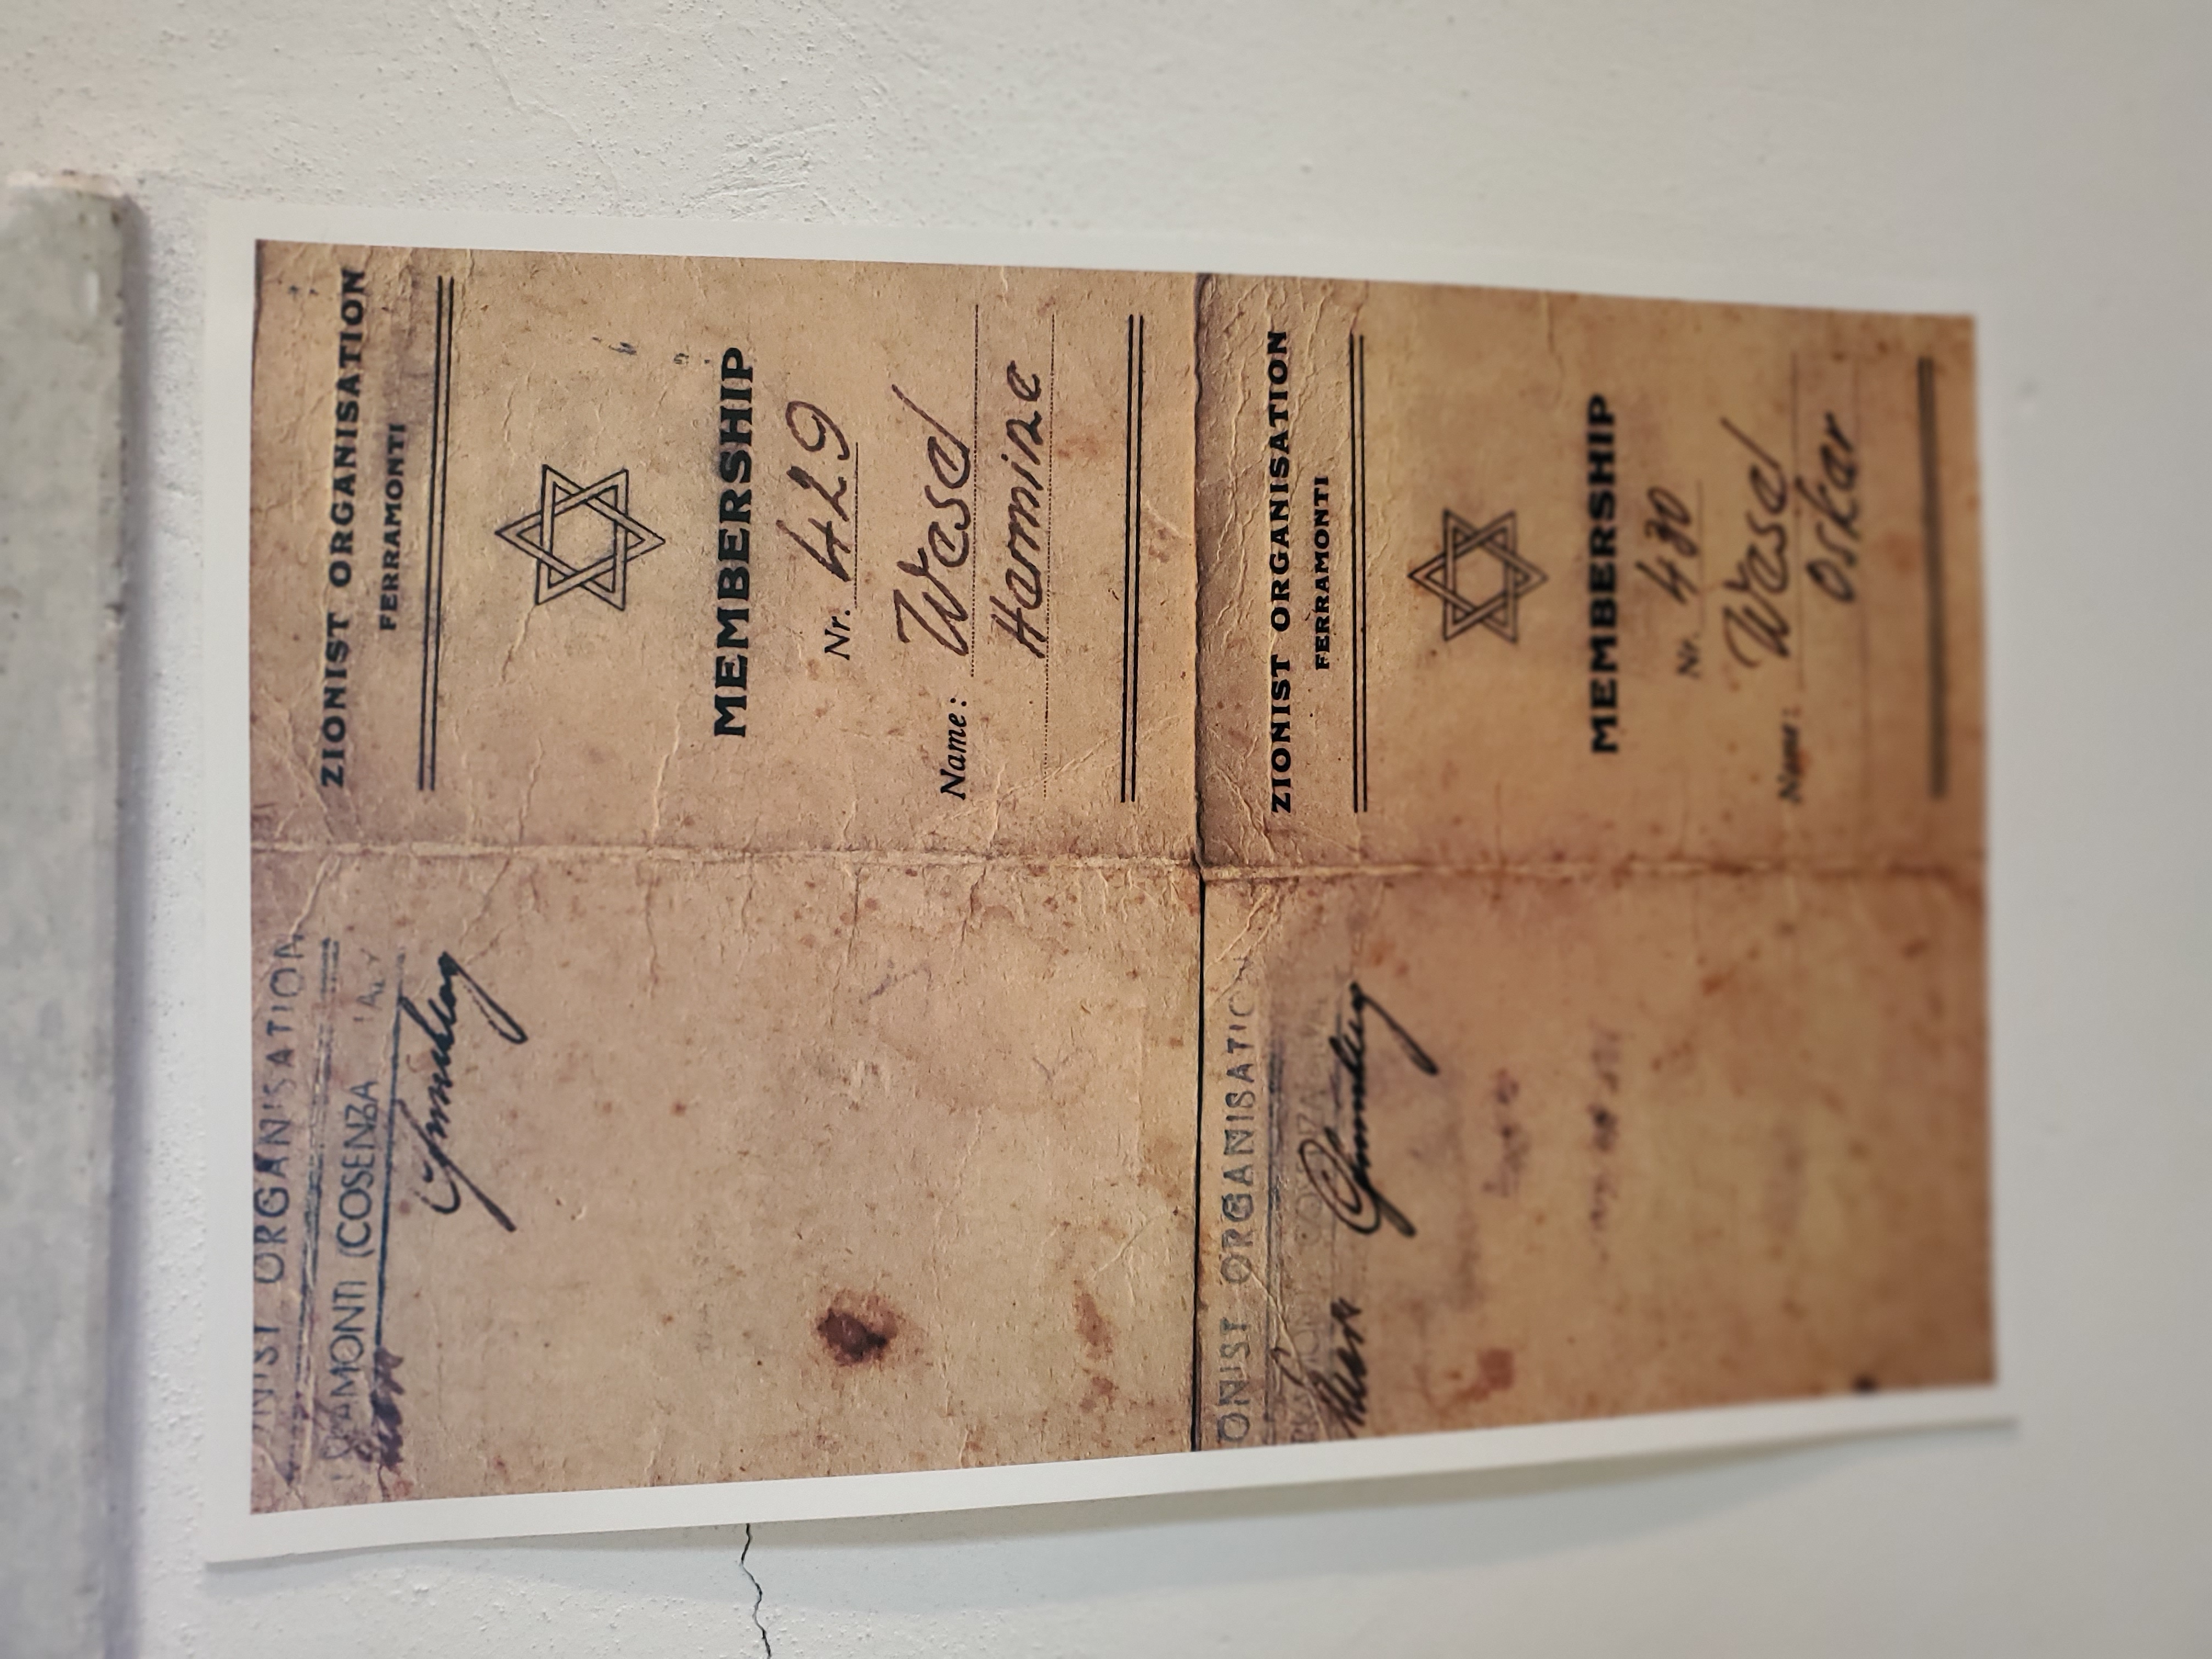 ONIST ORGANISATION
RAMONTI (COSENZA
ZIONIST ORGANISATION
FERRAMONTI
MEMBERSHIP
Nr. 429
Name: Wesel
Hermine
ONIST ORGANISATION
ZIONIST ORGANISATION
FERRAMONTI
MEMBERSHIP
Nr. 430
Name: Wesel
Oskar